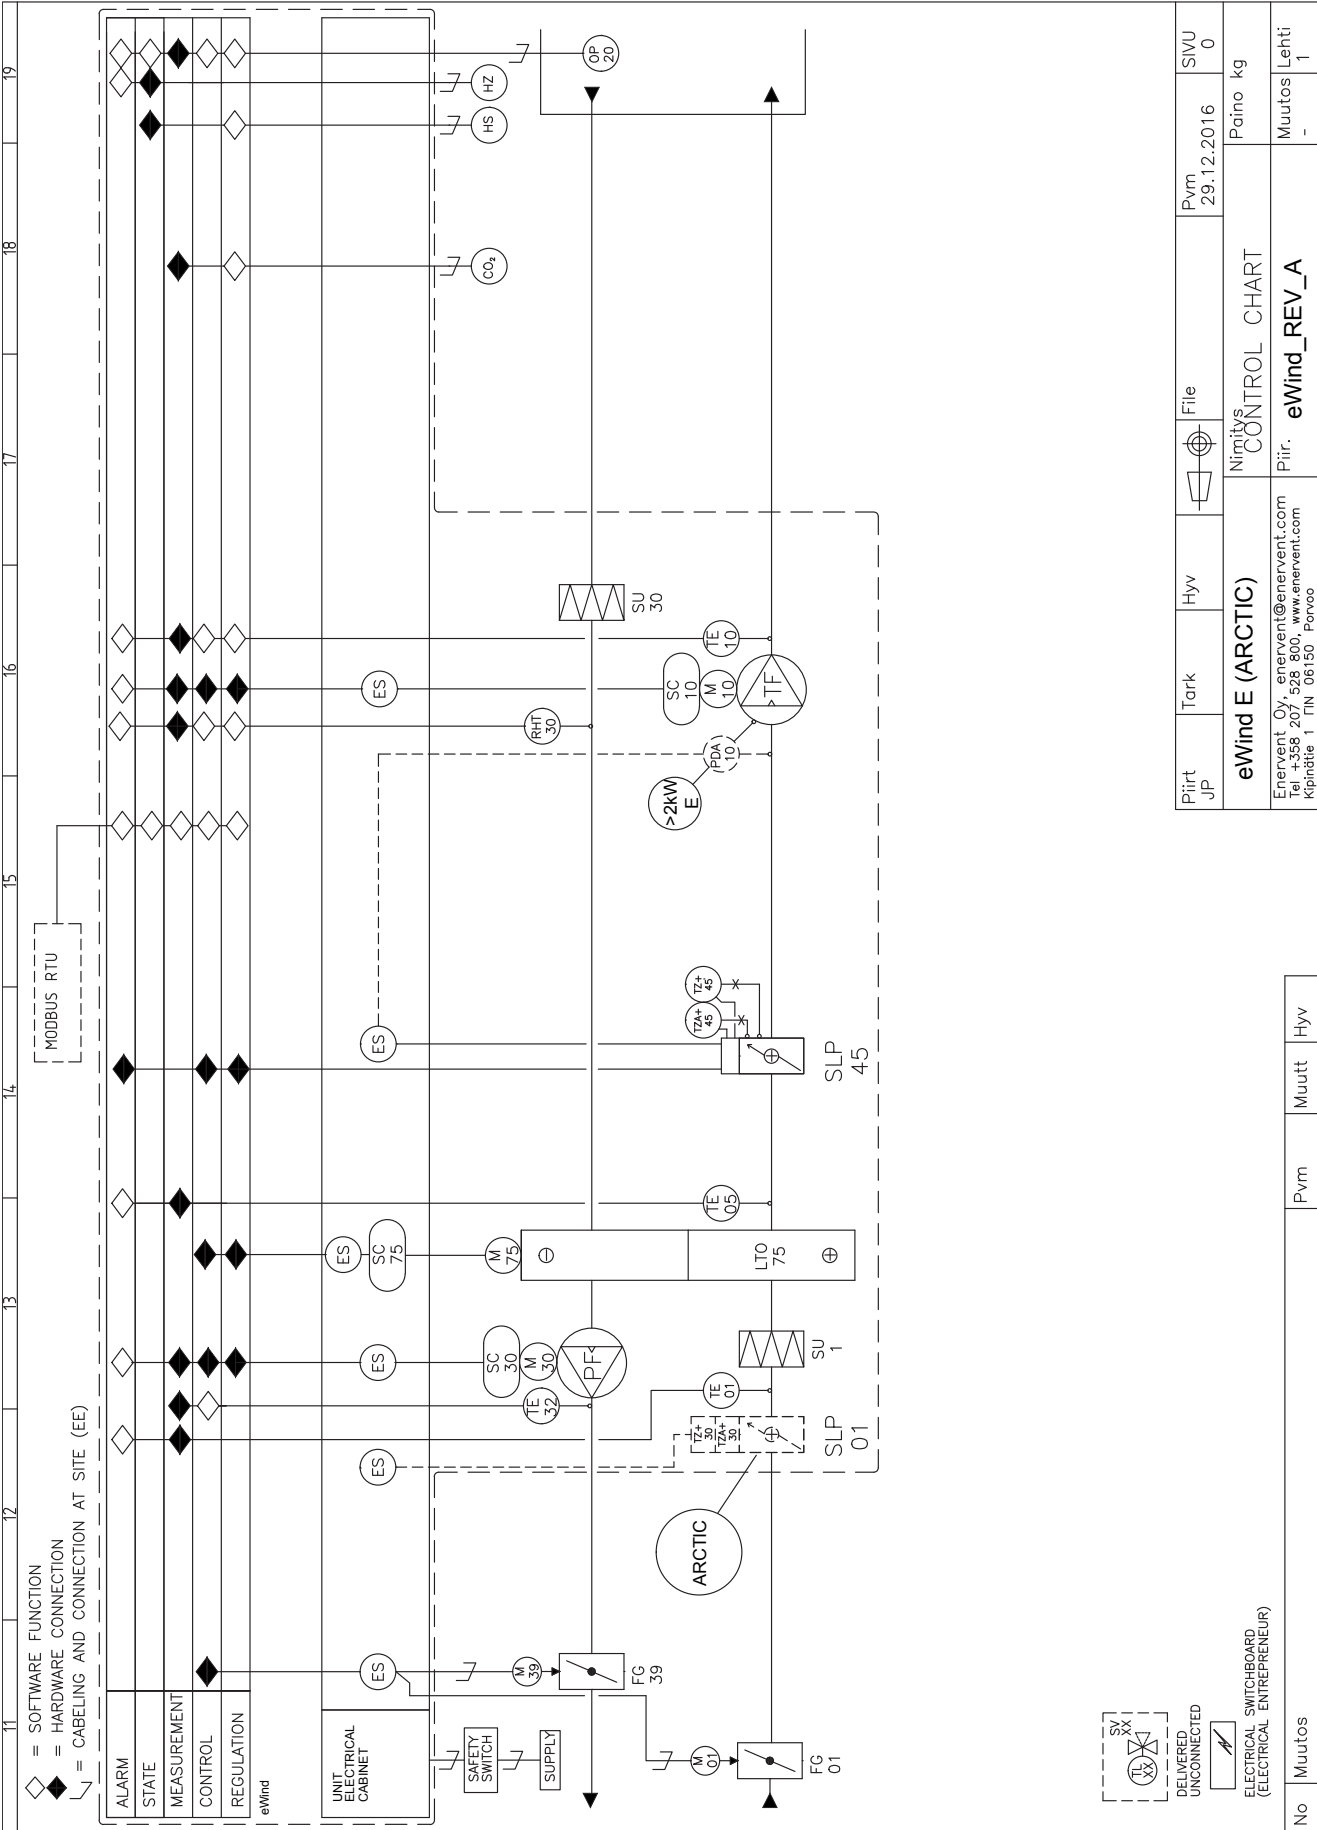 11
12
13
14
15
16
17
18
19
= SOFTWARE FUNCTION
= HARDWARE CONNECTION
= CABELING AND CONNECTION AT SITE (EE)
MODBUS RTU
ALARM
STATE
MEASUREMENT
CONTROL
REGULATION
eWind
UNIT
ELECTRICAL
CABINET
SAFETY
SWITCH
SUPPLY
ES
ES
ES
ES
ES
ES
SC
75
M
75
SC
30
M
30
PF
TE
32
M
39
FG
39
M
01
FG
01
ARCTIC
TZ+
30
TZA+
30
SLP
01
TE
01
SU
1
LTO
75
TE
05
TZA+
45
TZ+
45
SLP
45
>2kW
E
PDA
10
RHT
30
SC
10
M
10
TF
TE
10
SU
30
CO₂
HS
HZ
OP
20
SV
XX
TL
XX
DELIVERED
UNCONNECTED
ELECTRICAL SWITCHBOARD
(ELECTRICAL ENTREPRENEUR)
No
Muutos
Pvm
Muutt
Hyv
Piirt
JP
Tark
Hyv
File
Pvm
29.12.2016
SIVU
0
eWind E (ARCTIC)
Nimitys
CONTROL CHART
Paino kg
Enervent Oy, enervent@enervent.com
Tel +358 207 528 800, www.enervent.com
Kipinätie 1 FIN 06150 Porvoo
Piir.
eWind_REV_A
Muutos
-
Lehti
1